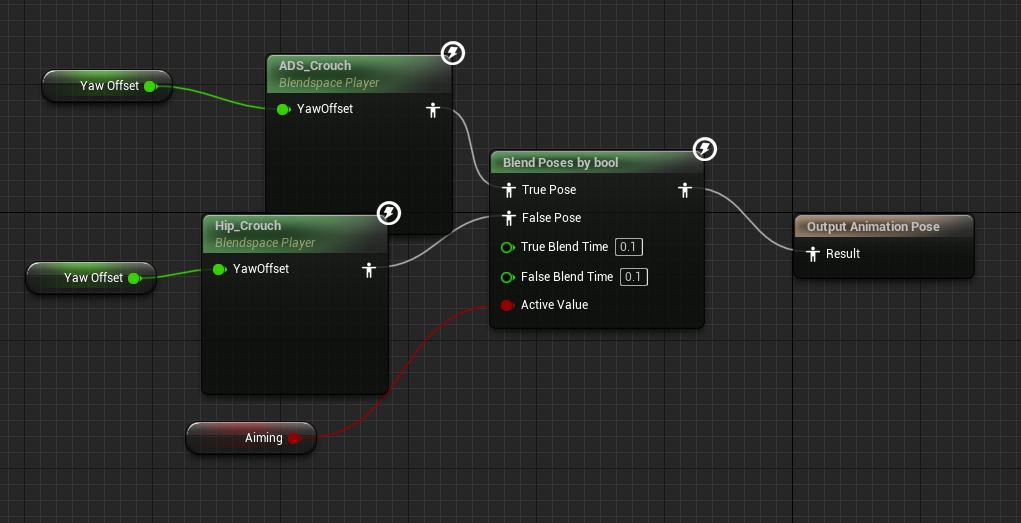 ADS_Crouch
Blendspace Player
Yaw Offset
YawOffset
Blend Poses by bool
True Pose
False Pose
True Blend Time 0.1
False Blend Time 0.1
Active Value
Hip_Crouch
Blendspace Player
Yaw Offset
YawOffset
Output Animation Pose
Result
Aiming